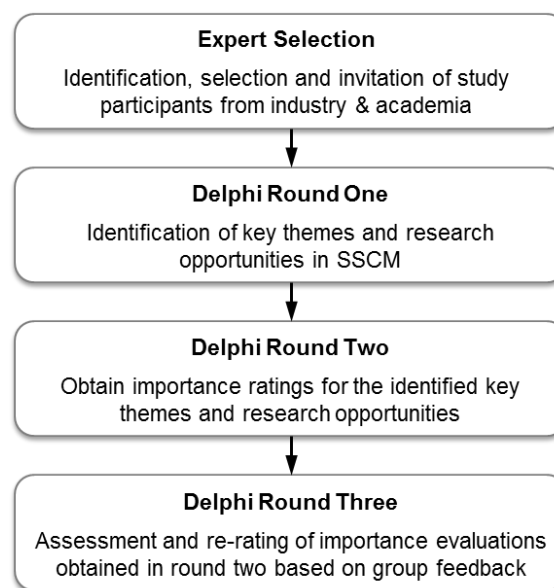 Expert Selection
Identification, selection and invitation of study
participants from industry & academia
Delphi Round One
Identification of key themes and research
opportunities in SSCM
Delphi Round Two
Obtain importance ratings for the identified key
themes and research opportunities
Delphi Round Three
Assessment and re-rating of importance evaluations
obtained in round two based on group feedback